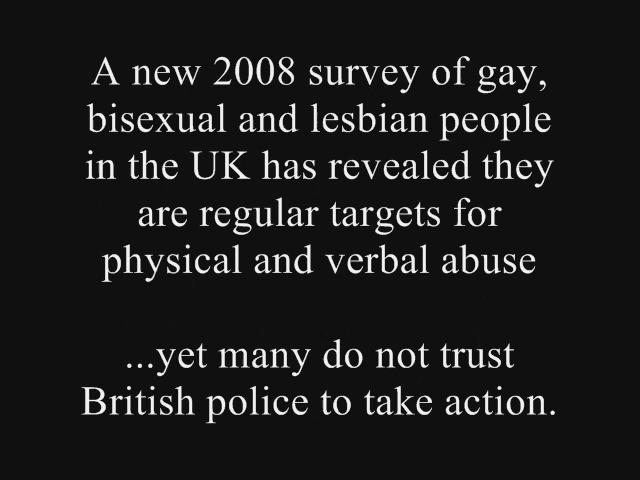 A new 2008 survey of gay,
bisexual and lesbian people
in the UK has revealed they
are regular targets for
physical and verbal abuse
...yet many do not trust
British police to take action.